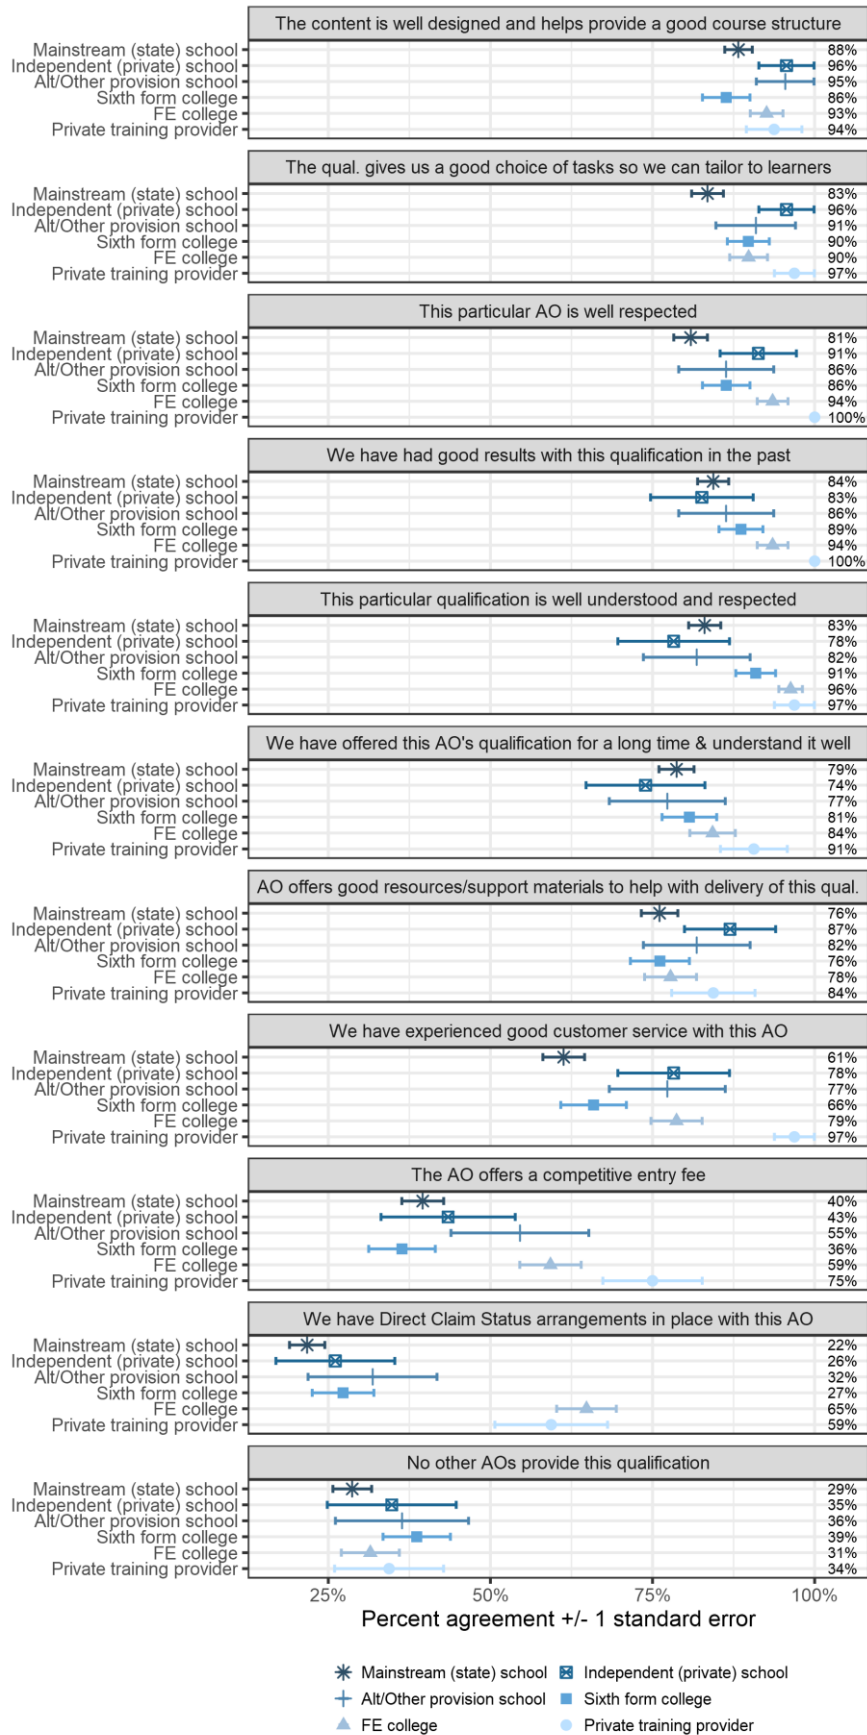 The content is well designed and helps provide a good course structure
Mainstream (state) school 88%
Independent (private) school 96%
Alt/Other provision school 95%
Sixth form college 86%
FE college 93%
Private training provider 94%
The qual. gives us a good choice of tasks so we can tailor to learners
Mainstream (state) school 83%
Independent (private) school 96%
Alt/Other provision school 91%
Sixth form college 90%
FE college 90%
Private training provider 97%
This particular AO is well respected
Mainstream (state) school 81%
Independent (private) school 91%
Alt/Other provision school 86%
Sixth form college 86%
FE college 94%
Private training provider 100%
We have had good results with this qualification in the past
Mainstream (state) school 84%
Independent (private) school 83%
Alt/Other provision school 86%
Sixth form college 89%
FE college 94%
Private training provider 100%
This particular qualification is well understood and respected
Mainstream (state) school 83%
Independent (private) school 78%
Alt/Other provision school 82%
Sixth form college 91%
FE college 96%
Private training provider 97%
We have offered this AO's qualification for a long time & understand it well
Mainstream (state) school 79%
Independent (private) school 74%
Alt/Other provision school 77%
Sixth form college 81%
FE college 84%
Private training provider 91%
AO offers good resources/support materials to help with delivery of this qual.
Mainstream (state) school 76%
Independent (private) school 87%
Alt/Other provision school 82%
Sixth form college 76%
FE college 78%
Private training provider 84%
We have experienced good customer service with this AO
Mainstream (state) school 61%
Independent (private) school 78%
Alt/Other provision school 77%
Sixth form college 66%
FE college 79%
Private training provider 97%
The AO offers a competitive entry fee
Mainstream (state) school 40%
Independent (private) school 43%
Alt/Other provision school 55%
Sixth form college 36%
FE college 59%
Private training provider 75%
We have Direct Claim Status arrangements in place with this AO
Mainstream (state) school 22%
Independent (private) school 26%
Alt/Other provision school 32%
Sixth form college 27%
FE college 65%
Private training provider 59%
No other AOs provide this qualification
Mainstream (state) school 29%
Independent (private) school 35%
Alt/Other provision school 36%
Sixth form college 39%
FE college 31%
Private training provider 34%
25% 50% 75% 100%
Percent agreement +/- 1 standard error
Mainstream (state) school Independent (private) school
Alt/Other provision school Sixth form college
FE college Private training provider